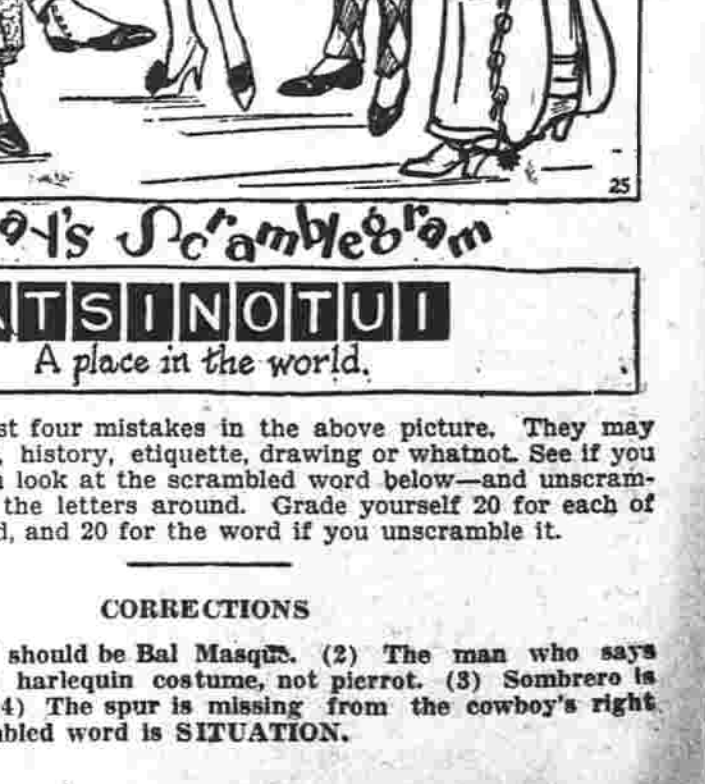 25
ay's Scramblegram
ATSINOTUI
A place in the world.
st four mistakes in the above picture. They may
, history, etiquette, drawing or whatnot. See if you
look at the scrambled word below—and unscram-
the letters around. Grade yourself 20 for each of
d, and 20 for the word if you unscramble it.
CORRECTIONS
should be Bal Masque. (2) The man who says
harlequin costume, not pierrot. (3) Sombrero is
4) The spur is missing from the cowboy's right
mbled word is SITUATION.